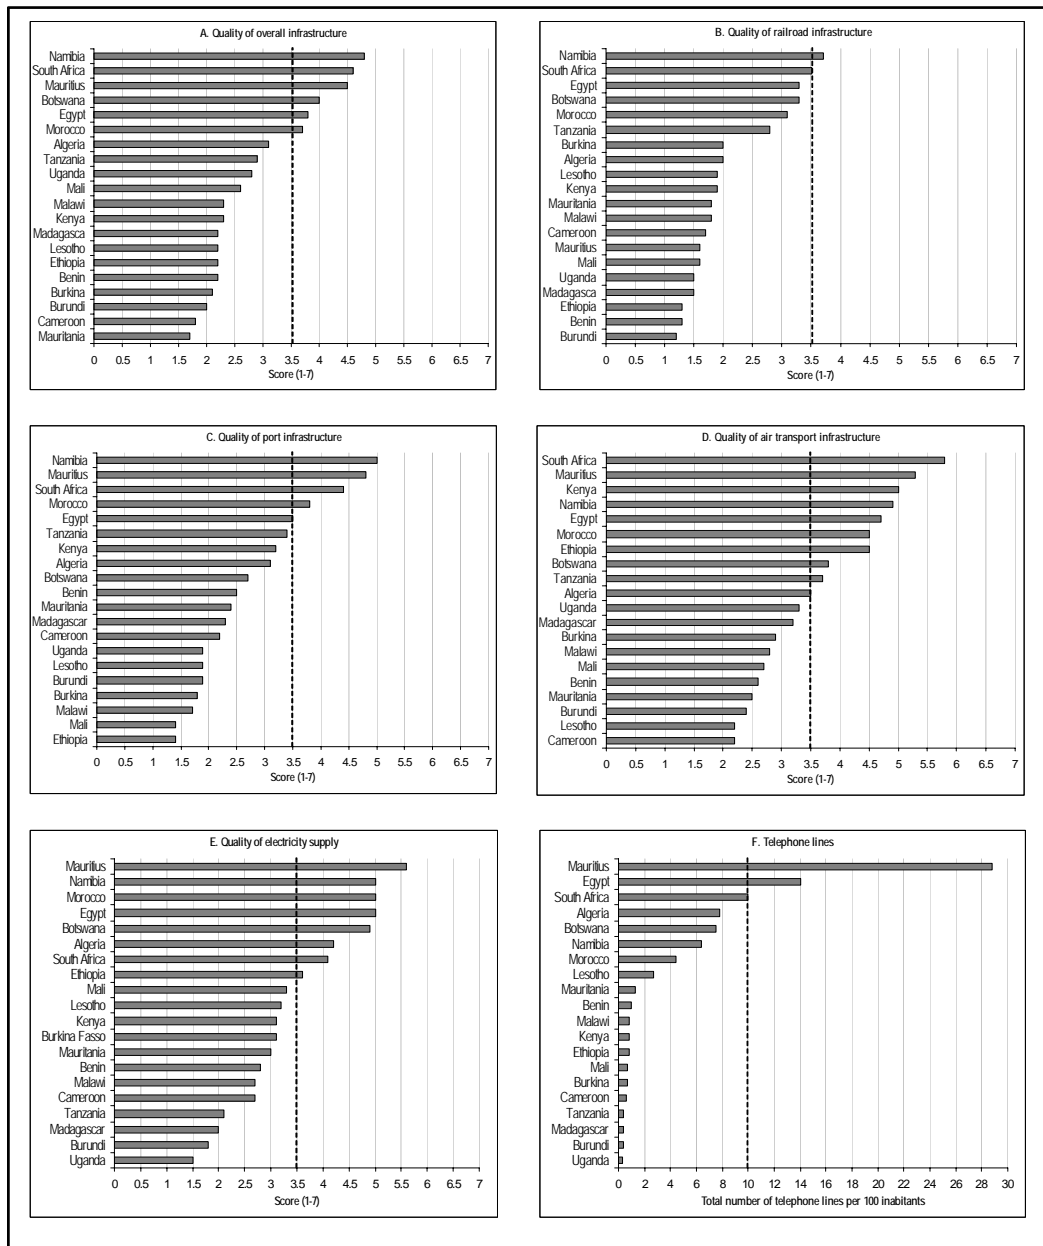 A. Quality of overall infrastructure
Namibia
South Africa
Mauritius
Botswana
Egypt
Morocco
Algeria
Tanzania
Uganda
Mali
Malawi
Kenya
Madagasca
Lesotho
Ethiopia
Benin
Burkina
Burundi
Cameroon
Mauritania
0 0.5 1 1.5 2 2.5 3 3.5 4 4.5 5 5.5 6 6.5 7
Score (1-7)
B. Quality of railroad infrastructure
Namibia
South Africa
Egypt
Botswana
Morocco
Tanzania
Burkina
Algeria
Lesotho
Kenya
Mauritania
Malawi
Cameroon
Mauritius
Mali
Uganda
Madagasca
Ethiopia
Benin
Burundi
0 0.5 1 1.5 2 2.5 3 3.5 4 4.5 5 5.5 6 6.5 7
Score (1-7)
C. Quality of port infrastructure
Namibia
Mauritius
South Africa
Morocco
Egypt
Tanzania
Kenya
Algeria
Botswana
Benin
Mauritania
Madagascar
Cameroon
Uganda
Lesotho
Burundi
Burkina
Malawi
Mali
Ethiopia
0 0.5 1 1.5 2 2.5 3 3.5 4 4.5 5 5.5 6 6.5 7
Score (1-7)
D. Quality of air transport infrastructure
South Africa
Mauritius
Kenya
Namibia
Egypt
Morocco
Ethiopia
Botswana
Tanzania
Algeria
Uganda
Madagascar
Burkina
Malawi
Mali
Benin
Mauritania
Burundi
Lesotho
Cameroon
0 0.5 1 1.5 2 2.5 3 3.5 4 4.5 5 5.5 6 6.5 7
Score (1-7)
E. Quality of electricity supply
Mauritius
Namibia
Morocco
Egypt
Botswana
Algeria
South Africa
Ethiopia
Mali
Lesotho
Kenya
Burkina Fasso
Mauritania
Benin
Malawi
Cameroon
Tanzania
Madagascar
Burundi
Uganda
0 0.5 1 1.5 2 2.5 3 3.5 4 4.5 5 5.5 6 6.5 7
Score (1-7)
F. Telephone lines
Mauritius
Egypt
South Africa
Algeria
Botswana
Namibia
Morocco
Lesotho
Mauritania
Benin
Malawi
Kenya
Ethiopia
Mali
Burkina
Cameroon
Tanzania
Madagascar
Burundi
Uganda
0 2 4 6 8 10 12 14 16 18 20 22 24 26 28 30
Total number of telephone lines per 100 inabitants